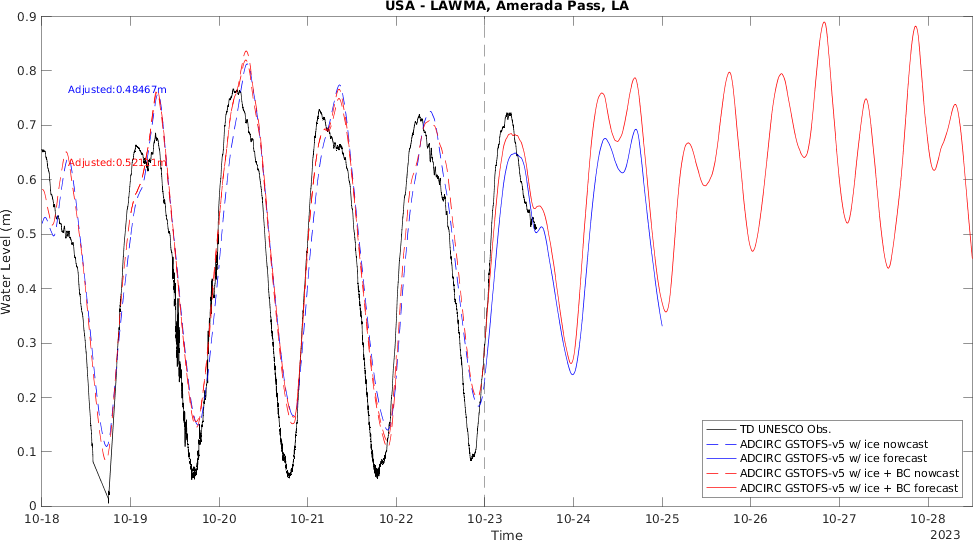 USA - LAWMA, Amerada Pass, LA
0.9
0.8
0.7
0.6
0.5
0.4
0.3
0.2
0.1
0
Water Level (m)
Adjusted:0.48467m
TD UNESCO Obs.
ADCIRC GSTOFS-v5 w/ ice nowcast
ADCIRC GSTOFS-v5 w/ ice forecast
ADCIRC GSTOFS-v5 w/ ice + BC nowcast
ADCIRC GSTOFS-v5 w/ ice + BC forecast
10-18 10-19 10-20 10-21 10-22 10-23 10-24 10-25 10-26 10-27 10-28
Time
2023